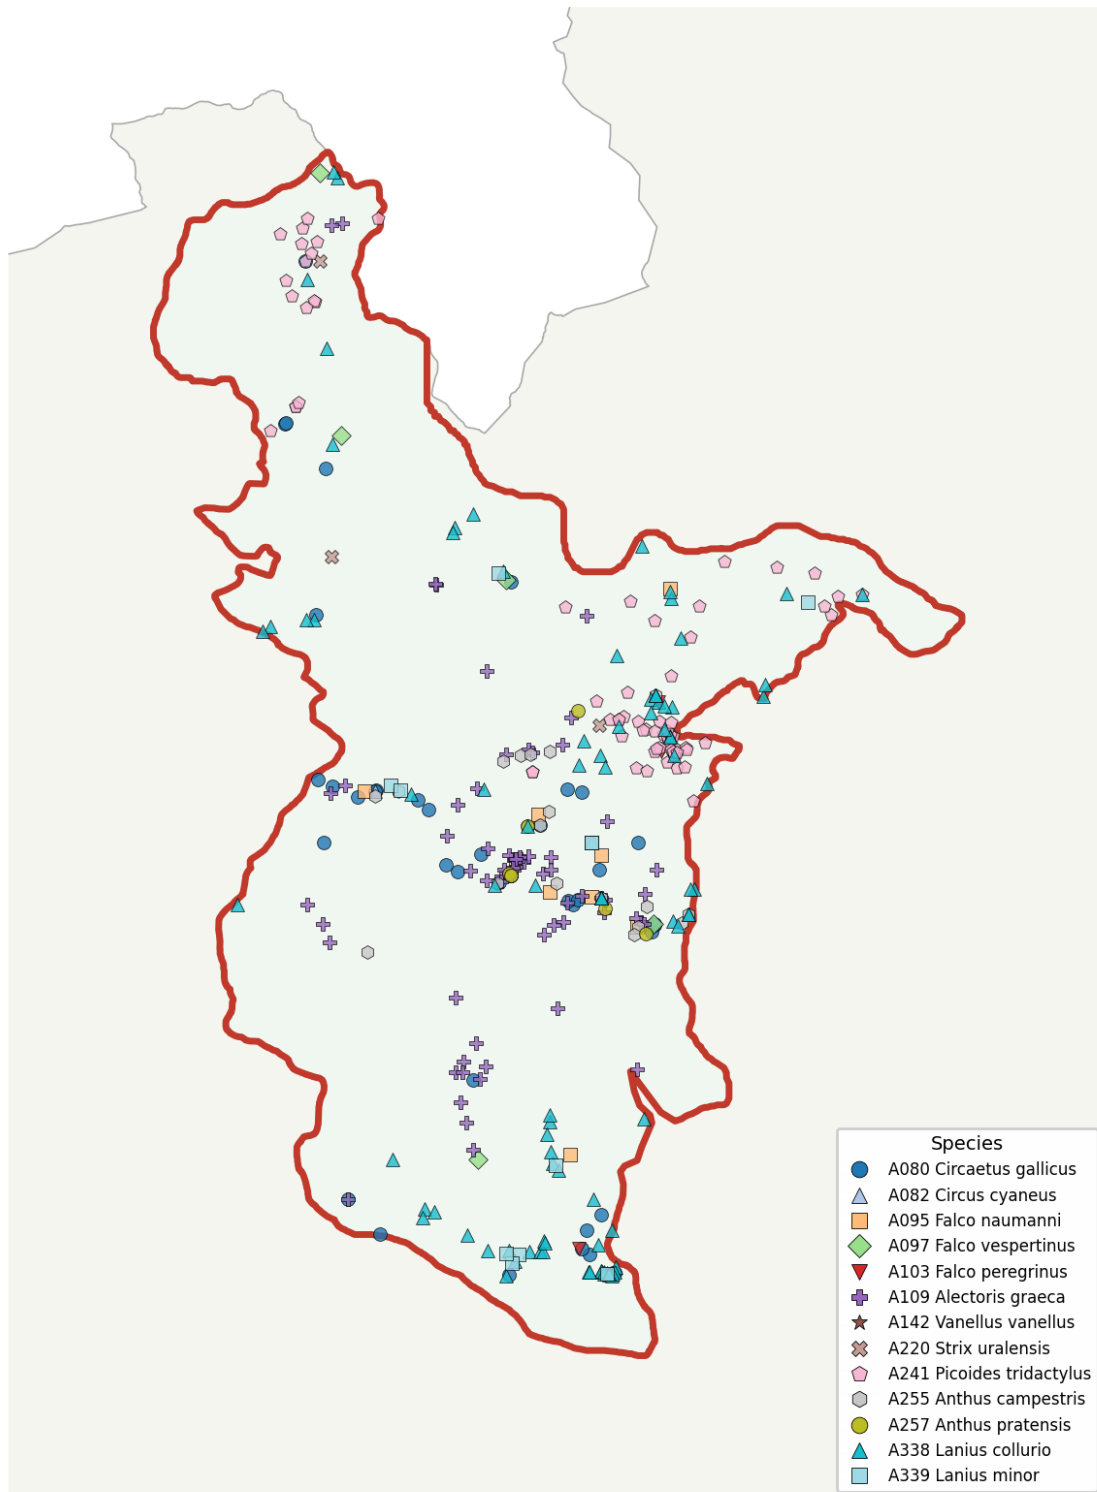 Species
A080 Circaetus gallicus
A082 Circus cyaneus
A095 Falco naumanni
A097 Falco vespertinus
A103 Falco peregrinus
A109 Alectoris graeca
A142 Vanellus vanellus
A220 Strix uralensis
A241 Picoides tridactylus
A255 Anthus campestris
A257 Anthus pratensis
A338 Lanius collurio
A339 Lanius minor